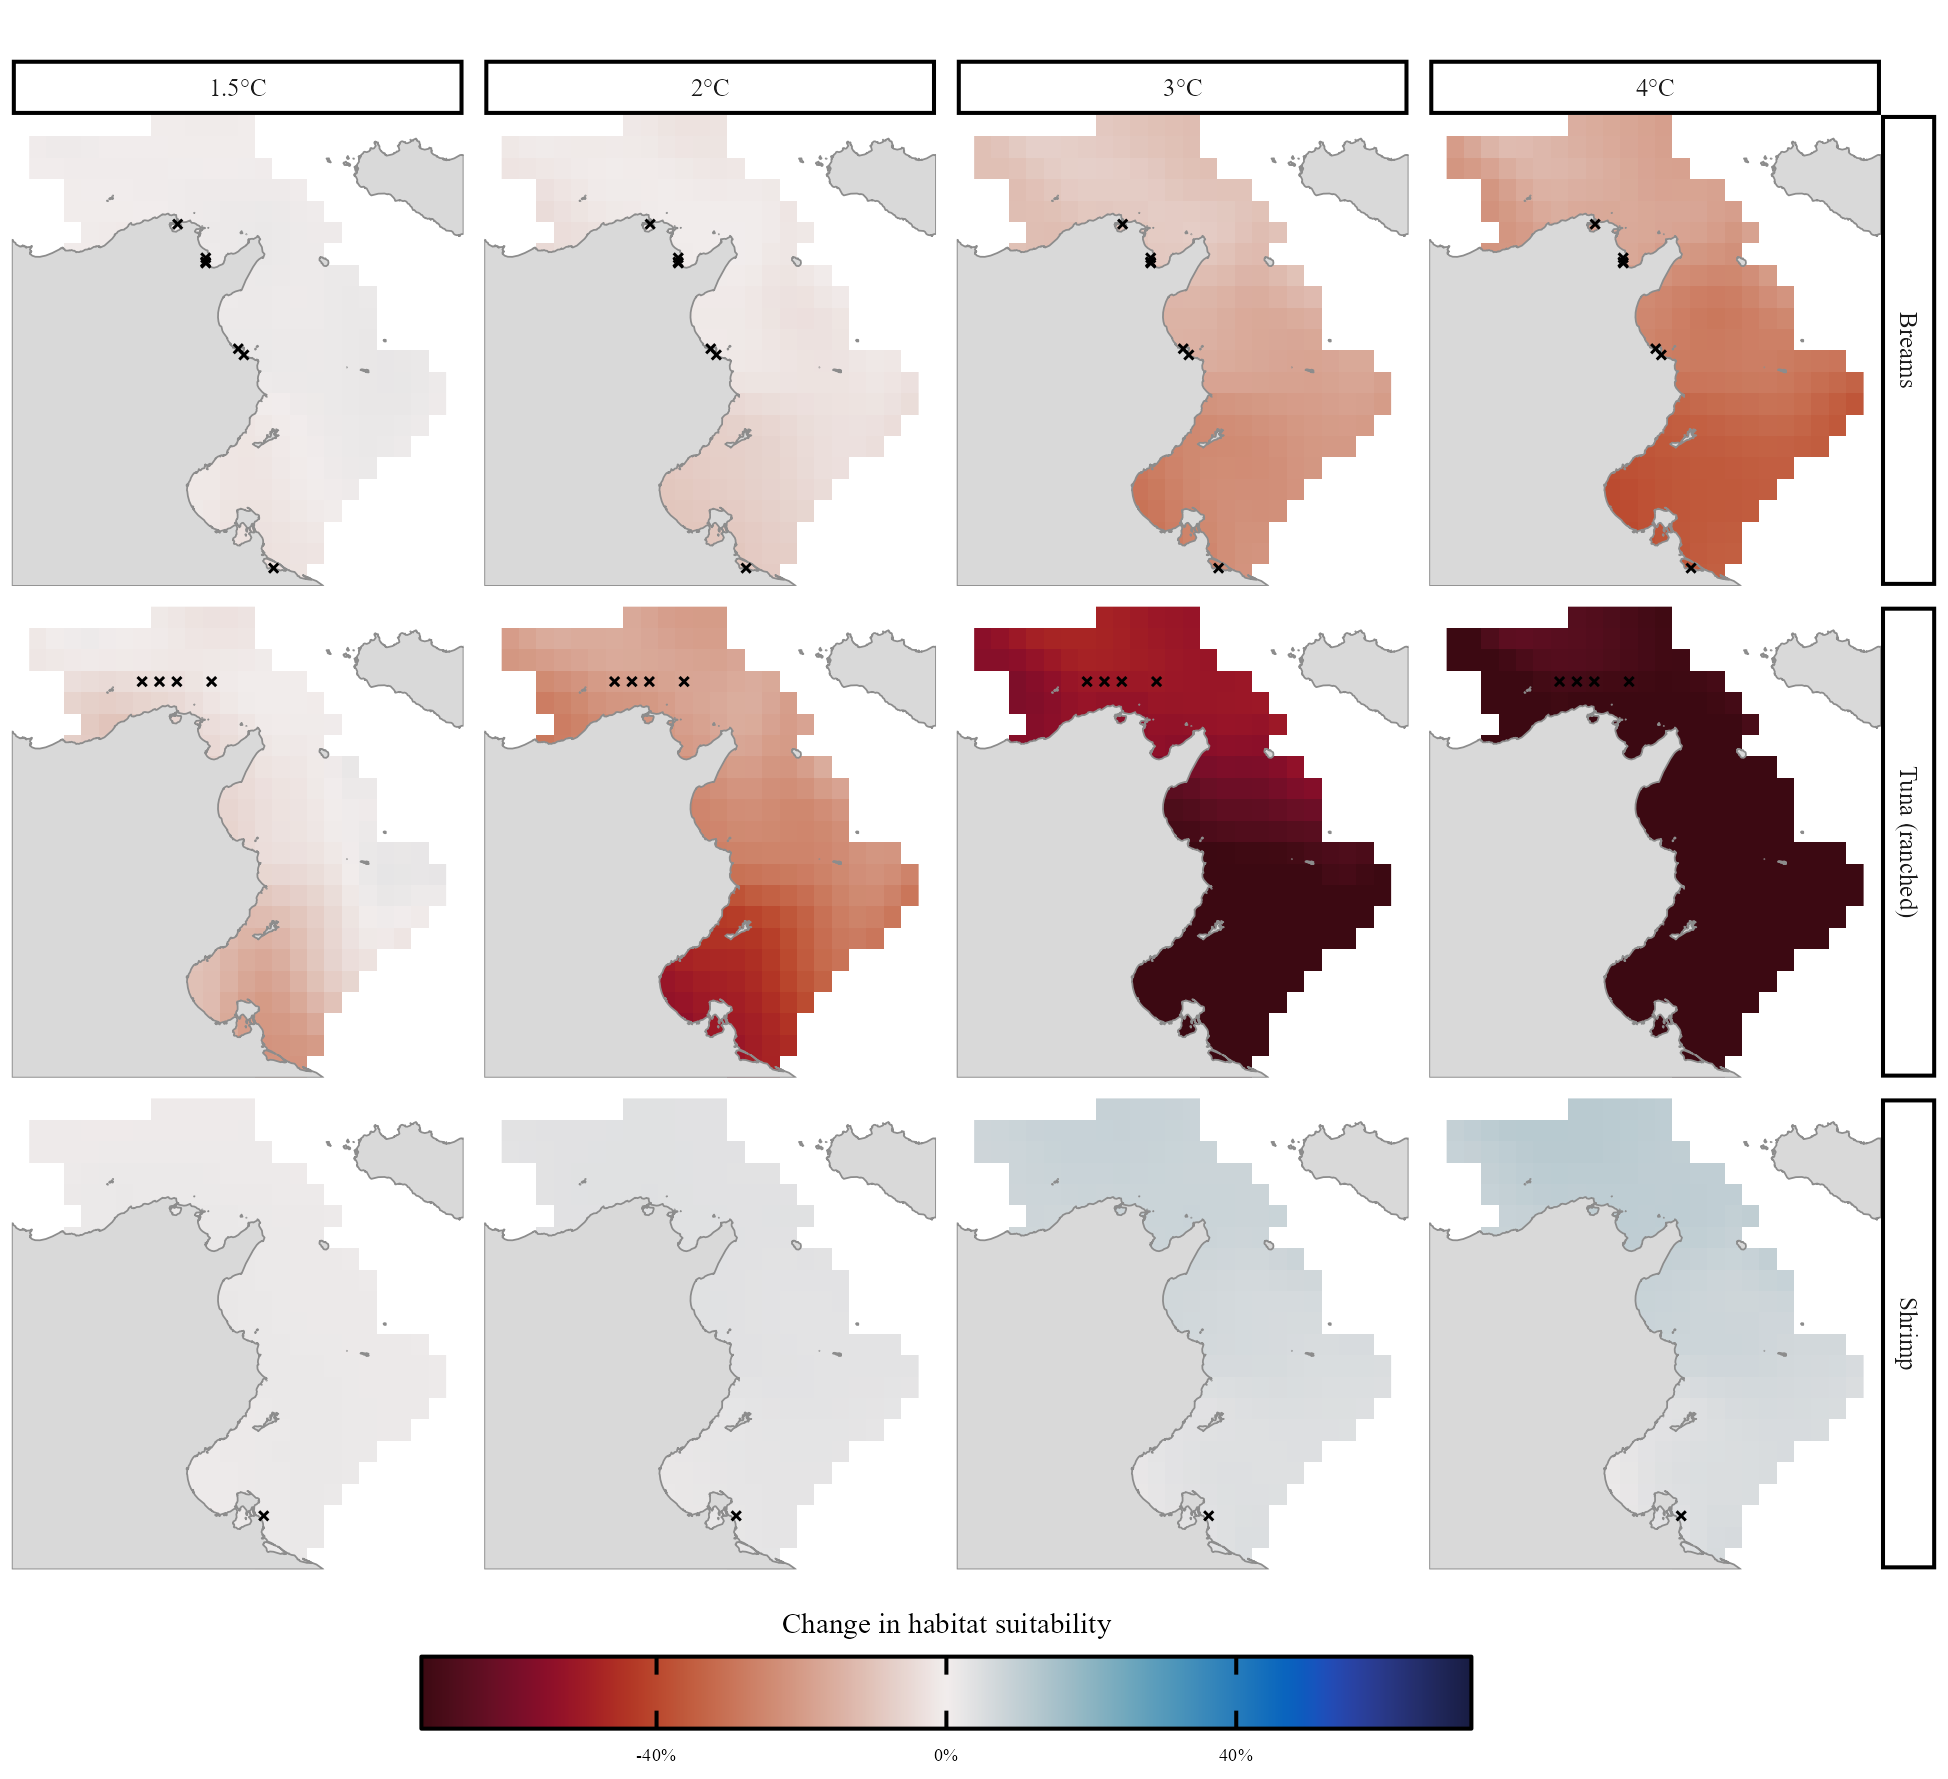 1.5°C
2°C
3°C
4°C
Breams
Tuna (ranched)
Shrimp
Change in habitat suitability
-40%
0%
40%